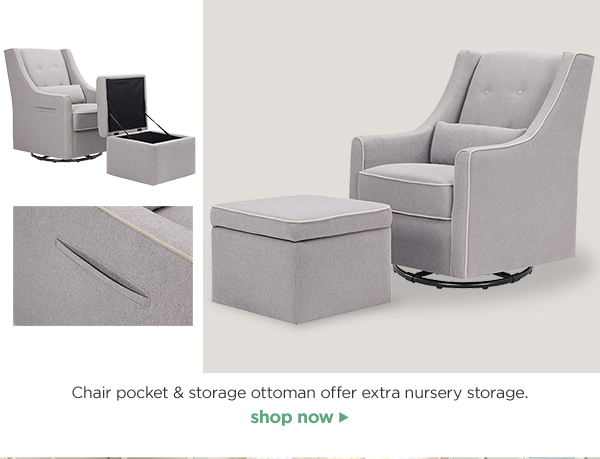 Chair pocket & storage ottoman offer extra nursery storage.
shop now ▶